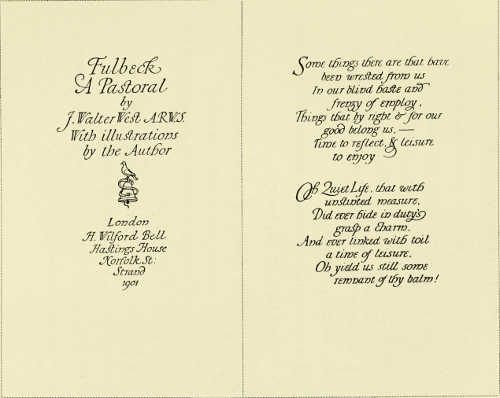 Fulbeck
A Pastoral
by
J. Walter West A.R.W.S.
With illustrations
by the Author
London
H. Wilford Bell
Hastings House
Norfolk St:
Strand
1901
Some things there are that have
been wrested from us
In our blind haste and
frenzy of employ,
Things that by right & for our
good belong us, —
Time to reflect, & leisure
to enjoy
Oh Quiet Life, that with
unstinted measure,
Did ever hide in duty's
grasp a charm,
And ever linked with toil
a time of leisure,
Oh yield us still some
remnant of thy balm!